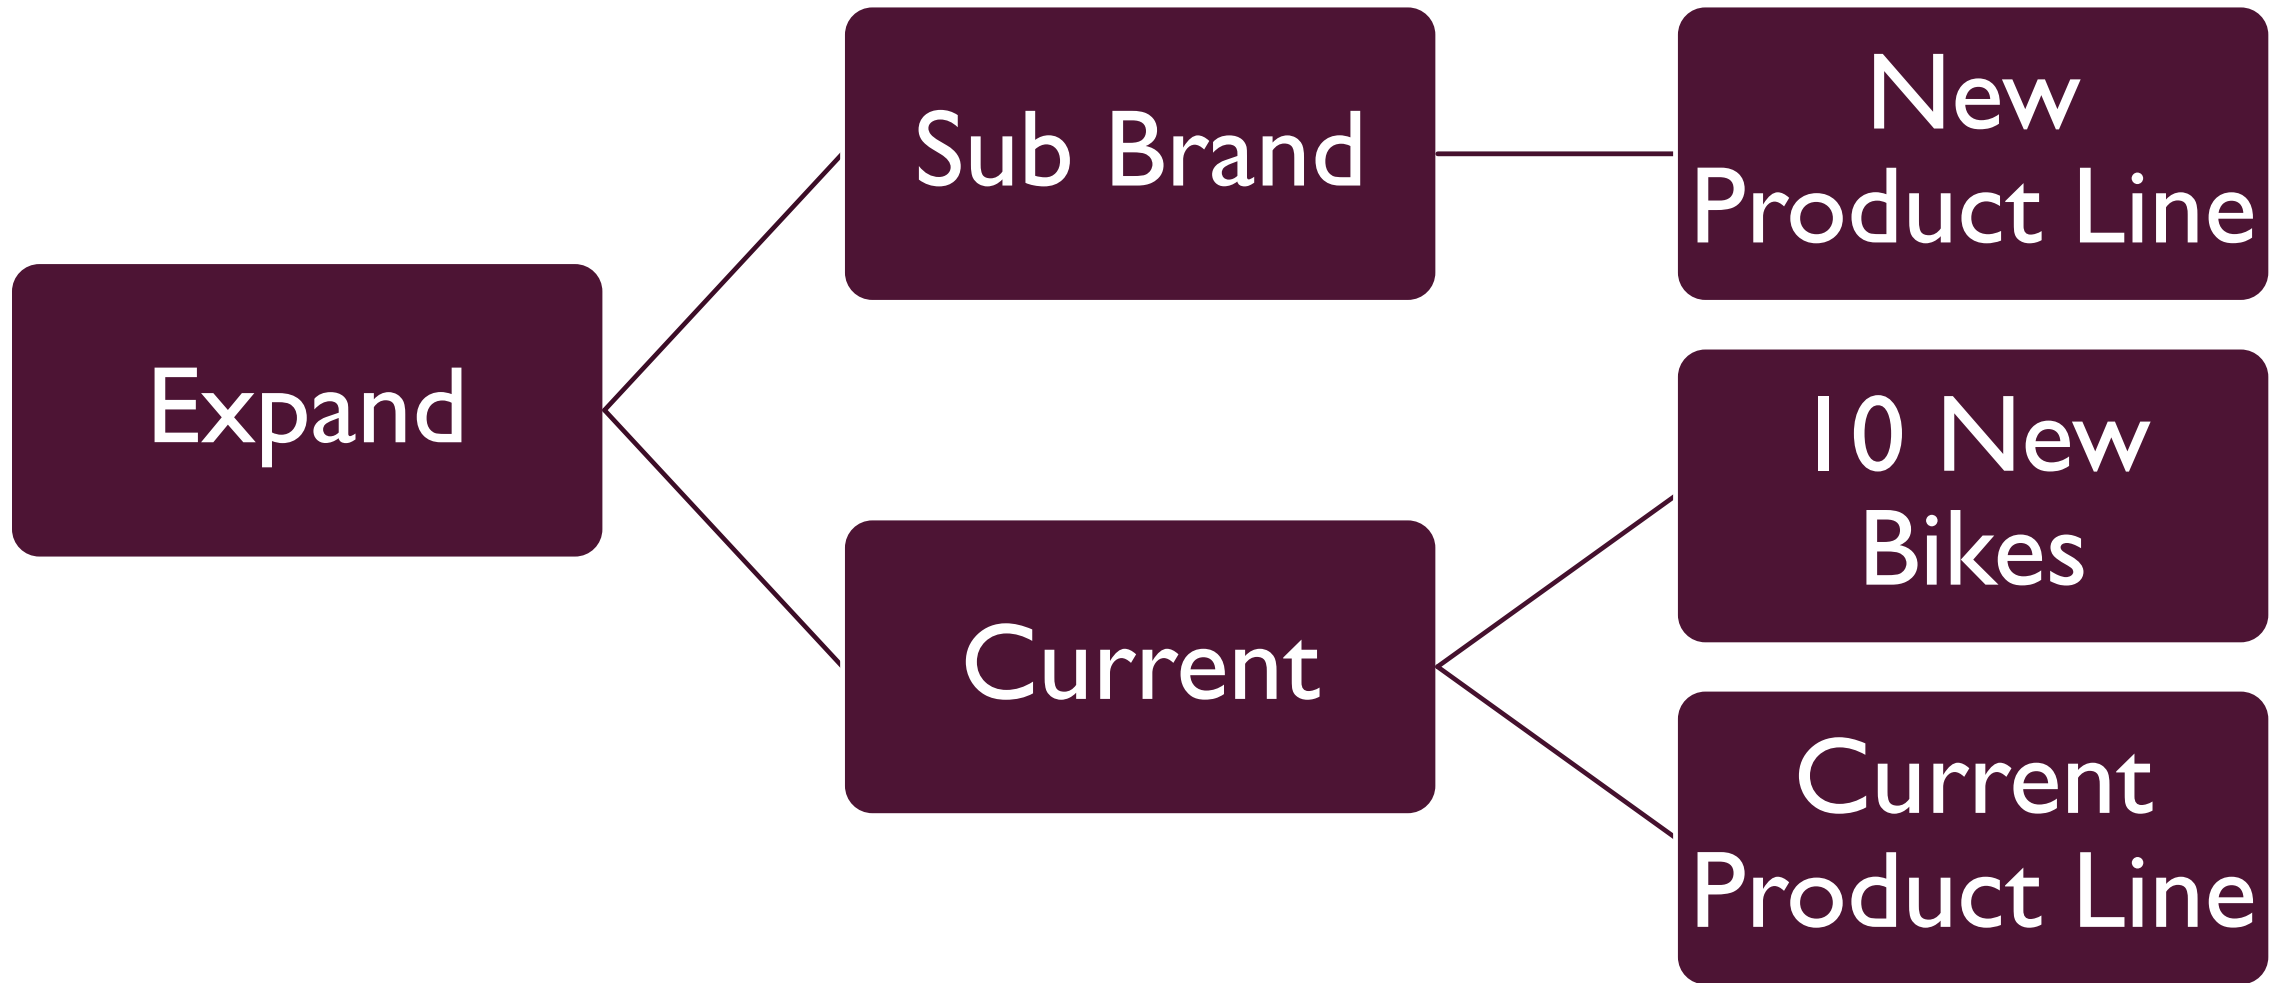 Expand
Sub Brand
New
Product Line
Current
10 New
Bikes
Current
Product Line